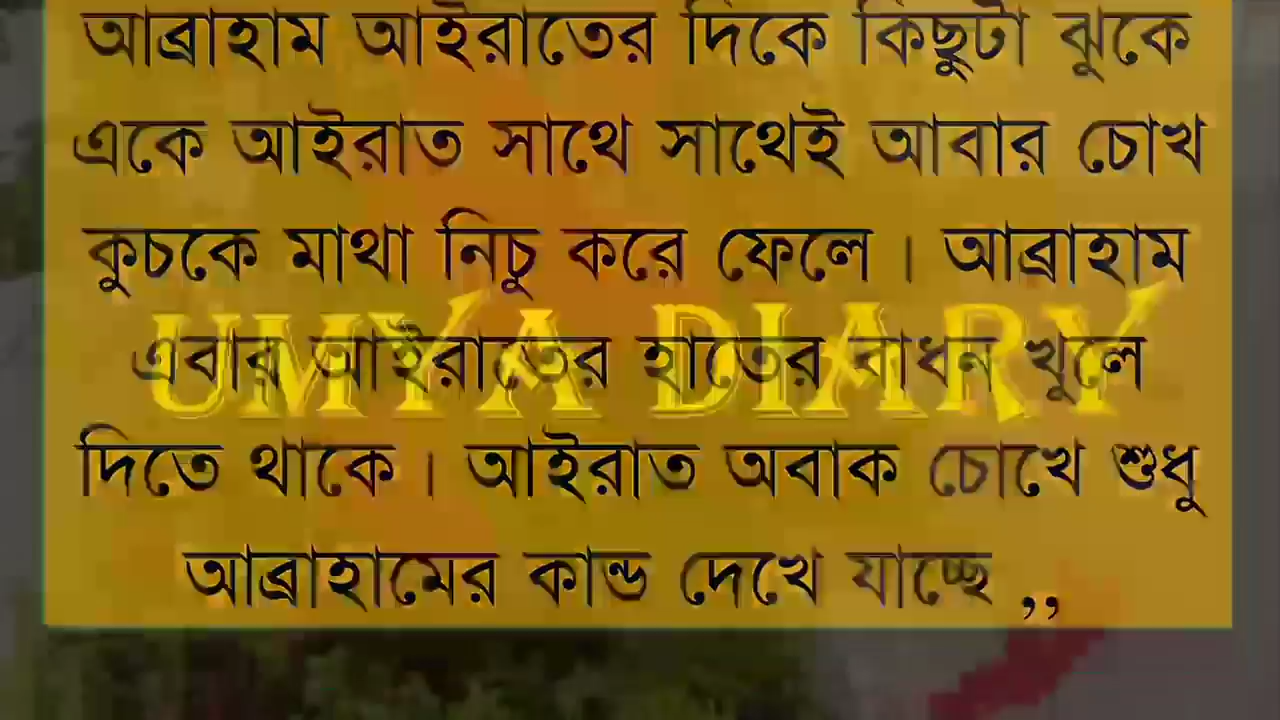 আব্রাহাম আইরাতের দিকে কিছুটা ঝুকে
একে আইরাত সাথে সাথেই আবার চোখ
কুচকে মাথা নিচু করে ফেলে । আব্রাহাম
এবার আইরাতের হাতের বাধন খুলে
UMYA DIARY
দিতে থাকে । আইরাত অবাক চোখে শুধু
আব্রাহামের কান্ড দেখে যাচ্ছে ,,